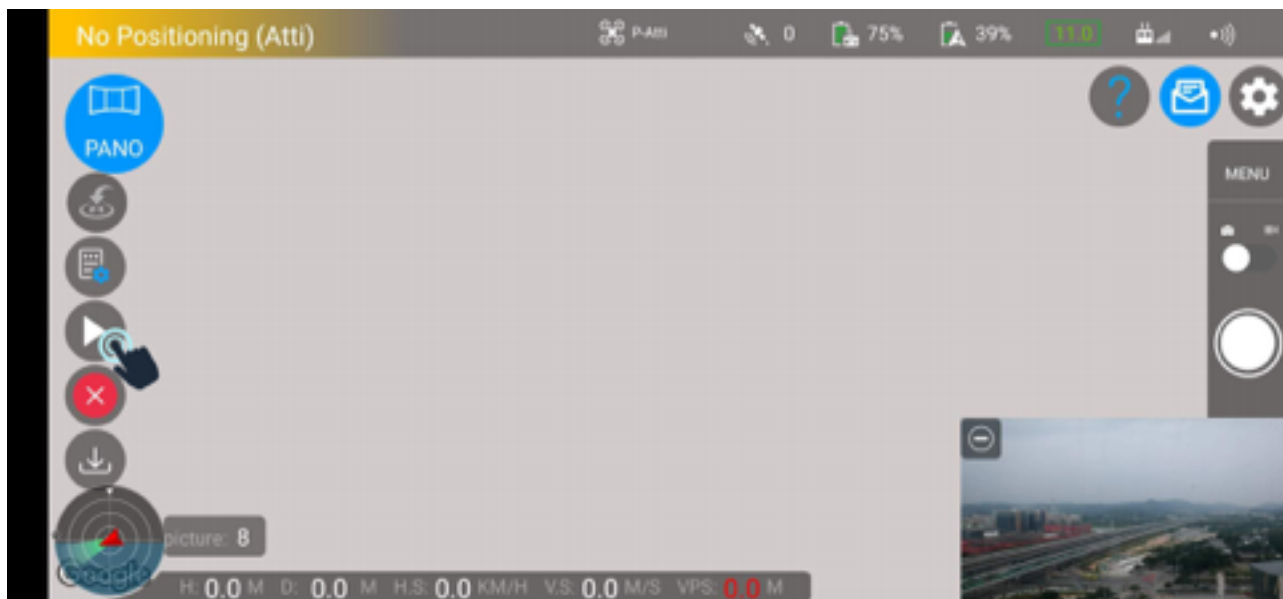 No Positioning (Atti) P-Atti 0 75% 39% 11.0
PANO
?
MENU
picture: 8
Google
H: 0.0 M D: 0.0 M H.S: 0.0 KM/H V.S: 0.0 M/S VPS: 0.0 M